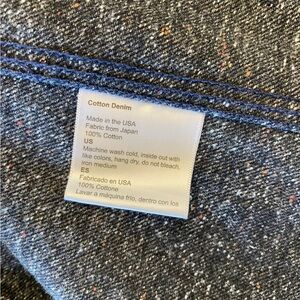 Cotton Denim
Made in the USA
Fabric from Japan
100% Cotton
US
Machine wash cold, inside out with
like colors, hang dry, do not bleach,
iron medium
ES
Fabricado en USA
100% Cottone
Lavar a máquina frio, dentro con los